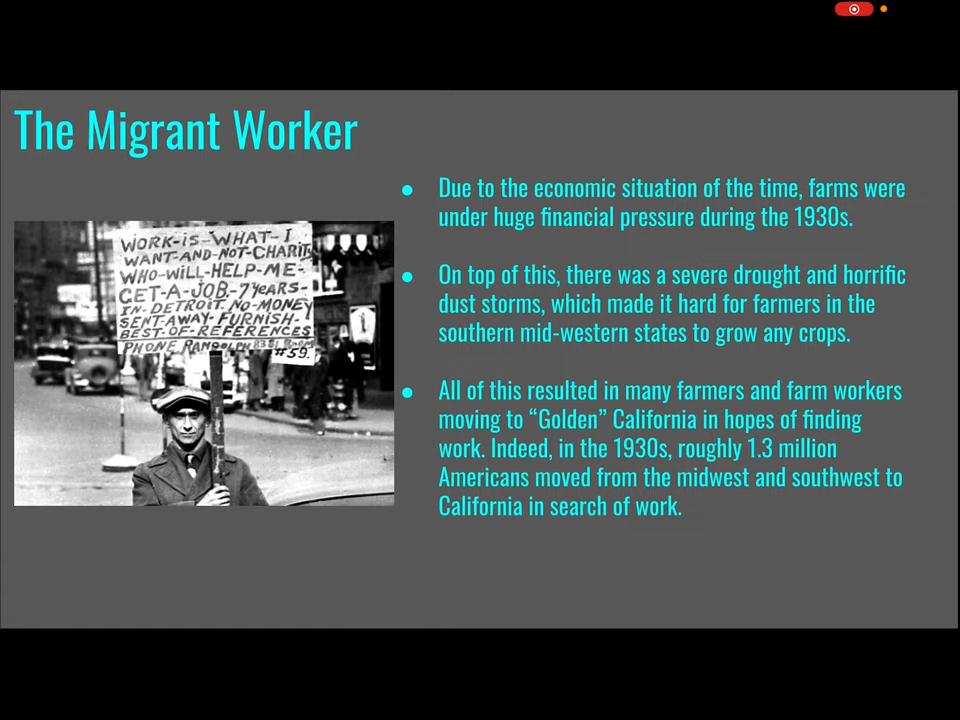 The Migrant Worker
● Due to the economic situation of the time, farms were
under huge financial pressure during the 1930s.
● On top of this, there was a severe drought and horrific
dust storms, which made it hard for farmers in the
southern mid-western states to grow any crops.
● All of this resulted in many farmers and farm workers
moving to “Golden” California in hopes of finding
work. Indeed, in the 1930s, roughly 1.3 million
Americans moved from the midwest and southwest to
California in search of work.
WORK-IS-WHAT-I
WANT-AND-NOT-CHARITY
WHO-WILL-HELP-ME-
GET-A-JOB-7 YEARS-
IN-DETROIT. NO-MONEY
SENT-AWAY-FURNISH-
BEST-OF-REFERENCES
PHONE RANDOLPH 8381 ROOM
#59.